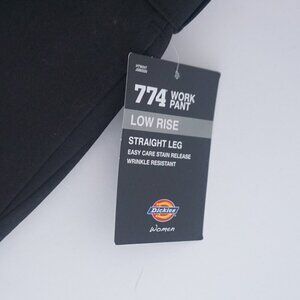 774 WORK PANT
LOW RISE
STRAIGHT LEG
EASY CARE STAIN RELEASE
WRINKLE RESISTANT
Dickies
Women